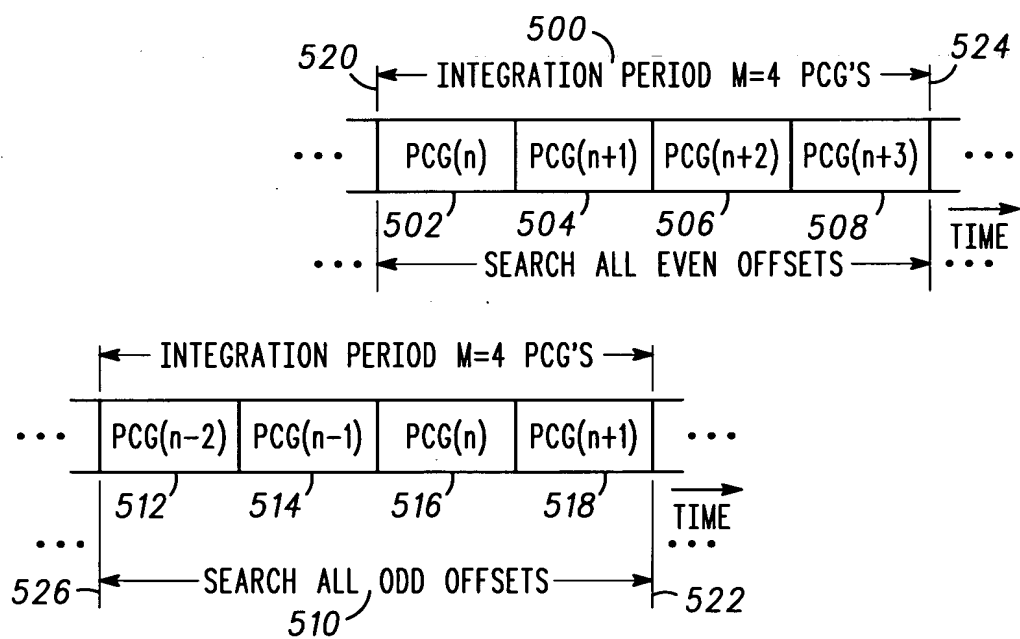 500
520
524
INTEGRATION PERIOD M=4 PCG'S
••• PCG(n) PCG(n+1) PCG(n+2) PCG(n+3) •••
502 504 506 508
TIME
••• SEARCH ALL EVEN OFFSETS •••
INTEGRATION PERIOD M=4 PCG'S
••• PCG(n-2) PCG(n-1) PCG(n) PCG(n+1) •••
512 514 516 518
TIME
••• •••
526 SEARCH ALL ODD OFFSETS 522
510